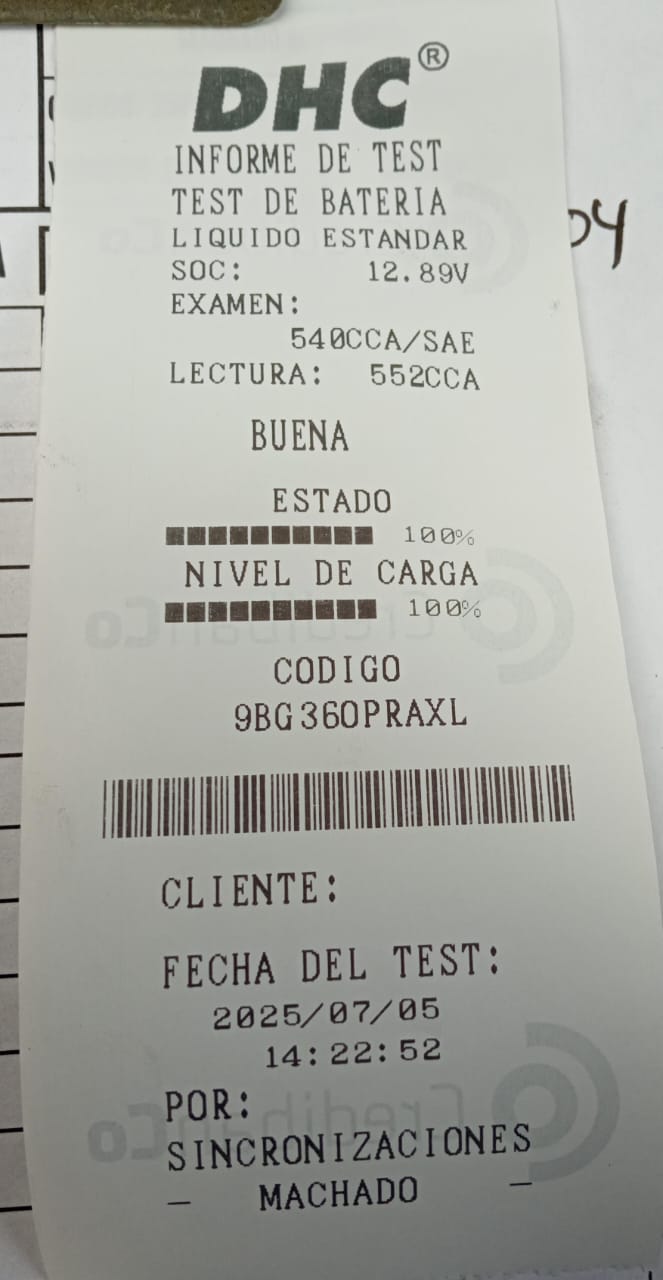 DHC®
INFORME DE TEST
TEST DE BATERIA
LIQUIDO ESTANDAR
SOC: 12.89V
EXAMEN:
540CCA/SAE
LECTURA: 552CCA
BUENA
ESTADO
100%
NIVEL DE CARGA
100%
CODIGO
9BG360PRAXL
CLIENTE:
FECHA DEL TEST:
2025/07/05
14:22:52
POR:
SINCRONIZACIONES
— MACHADO —
CredibanCo
CredibanCo